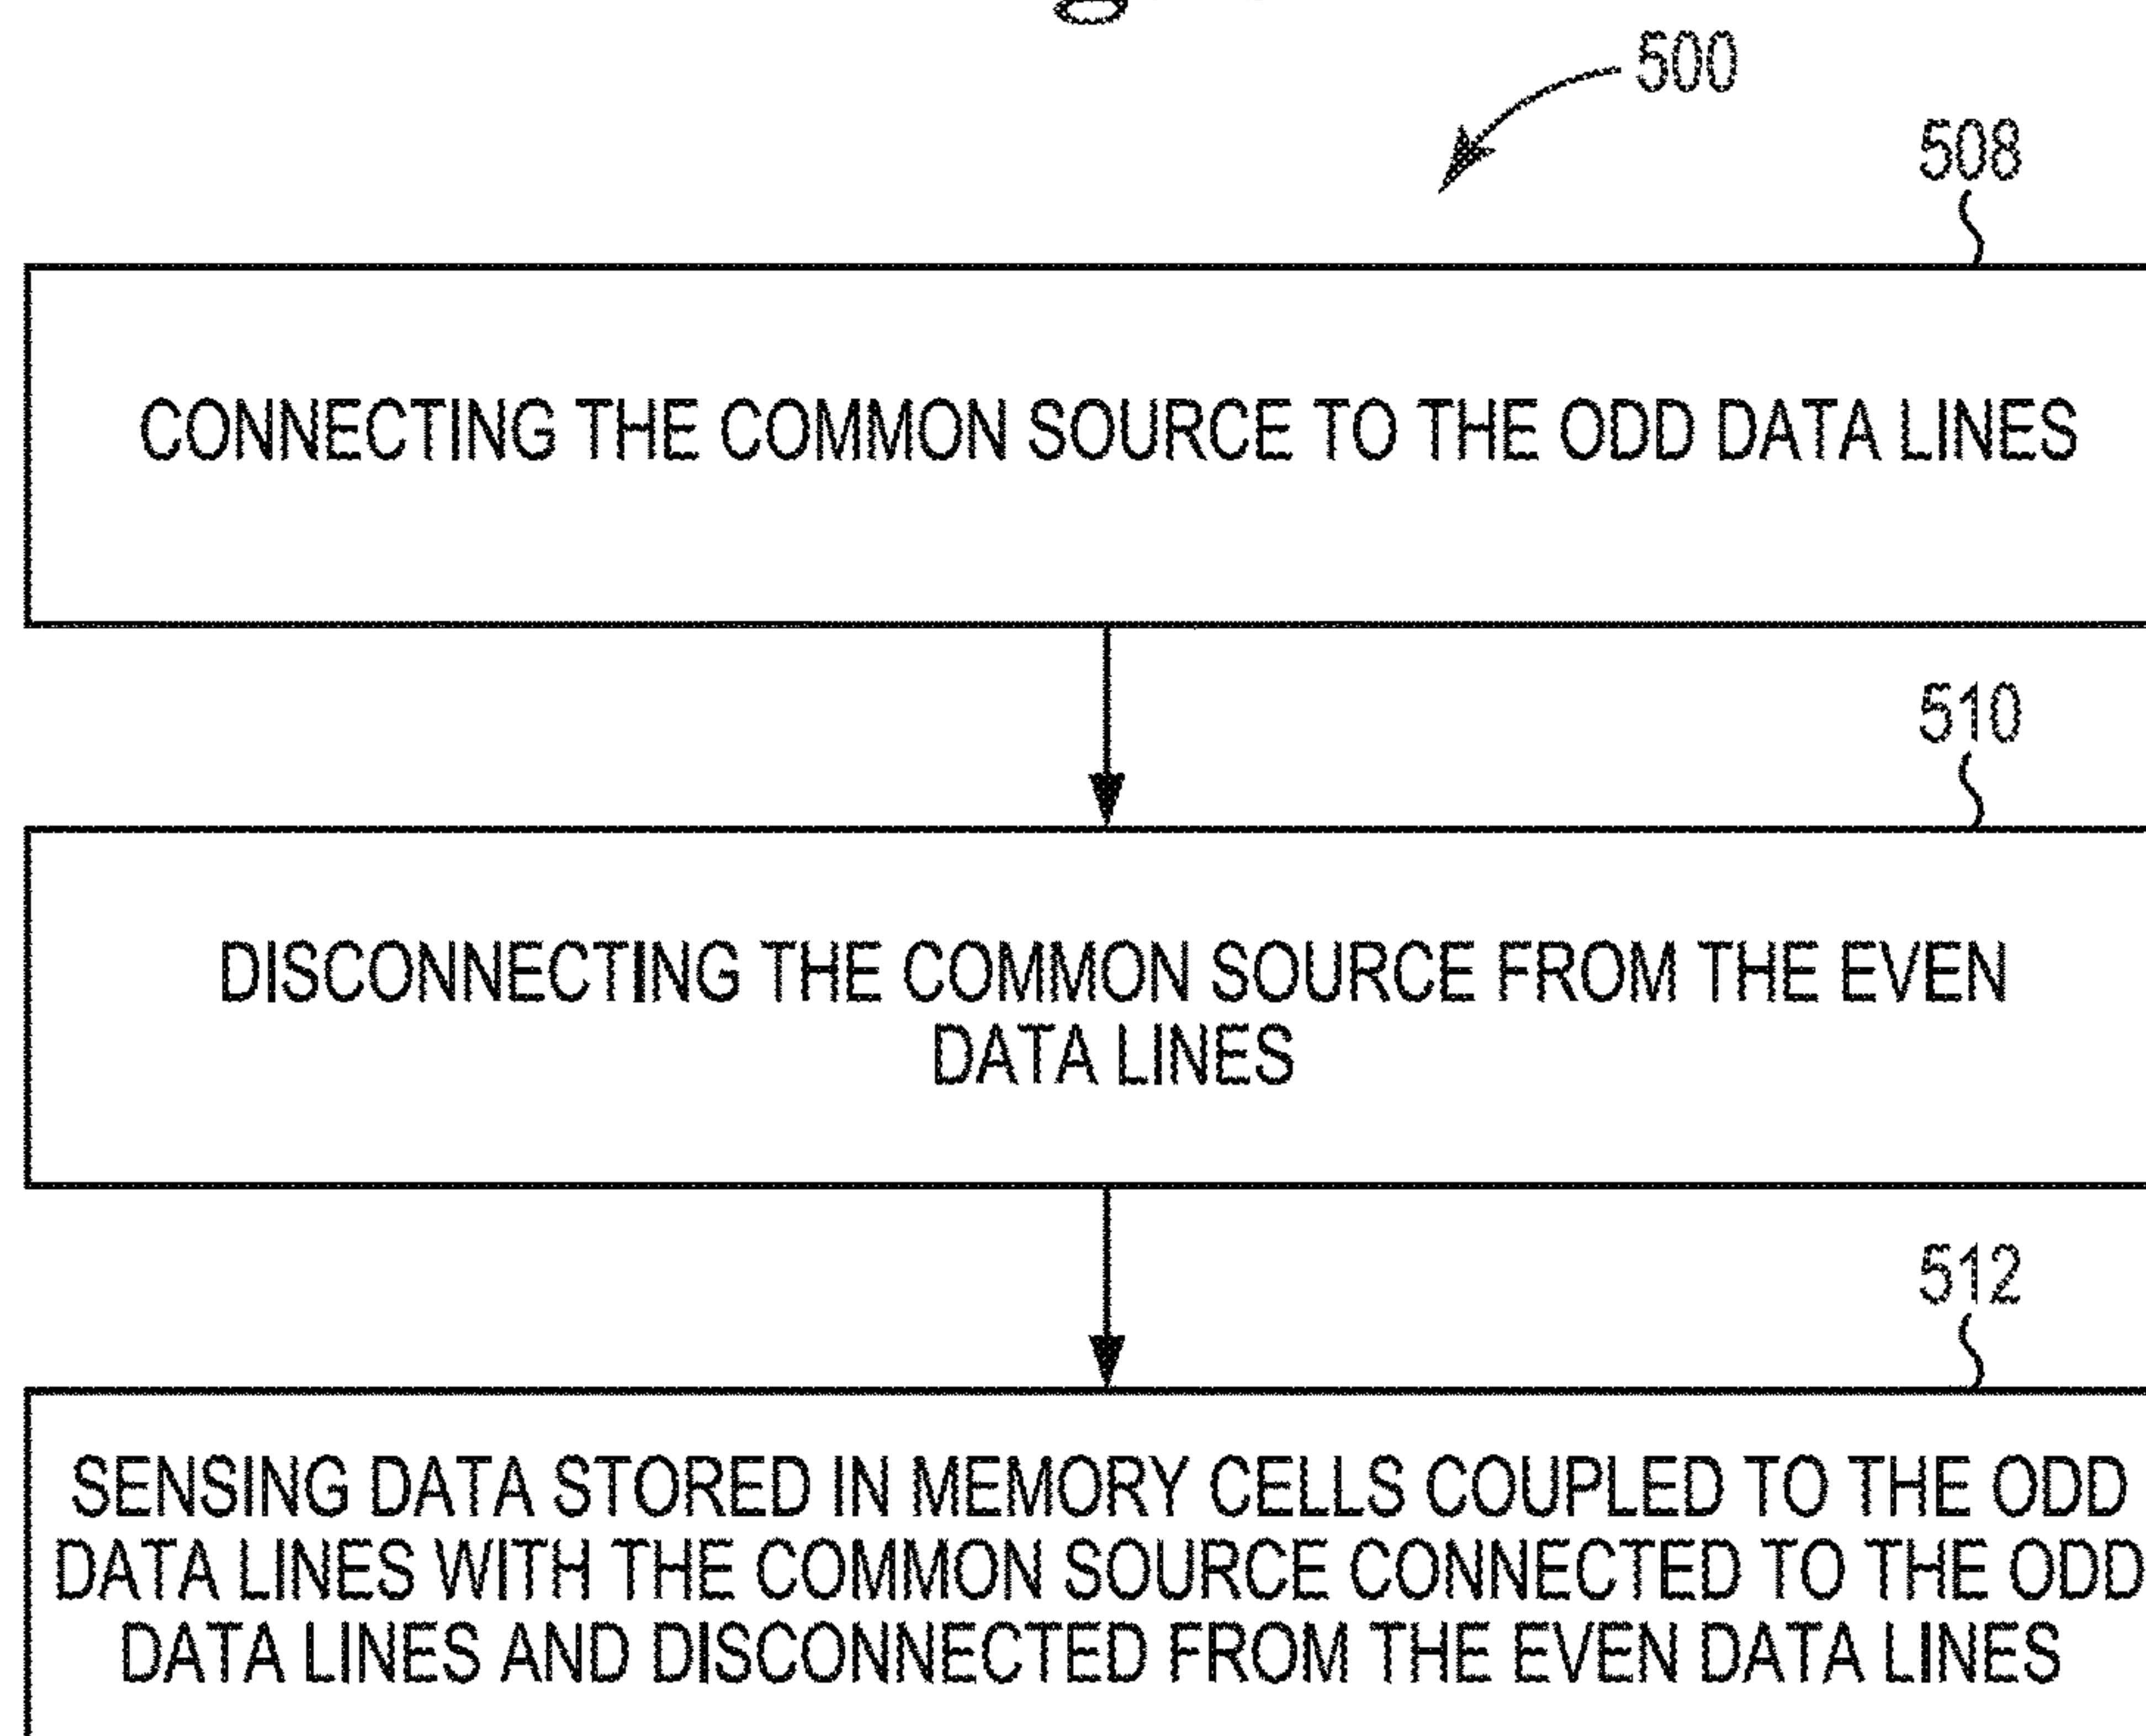 500
508
CONNECTING THE COMMON SOURCE TO THE ODD DATA LINES
510
DISCONNECTING THE COMMON SOURCE FROM THE EVEN
DATA LINES
512
SENSING DATA STORED IN MEMORY CELLS COUPLED TO THE ODD
DATA LINES WITH THE COMMON SOURCE CONNECTED TO THE ODD
DATA LINES AND DISCONNECTED FROM THE EVEN DATA LINES